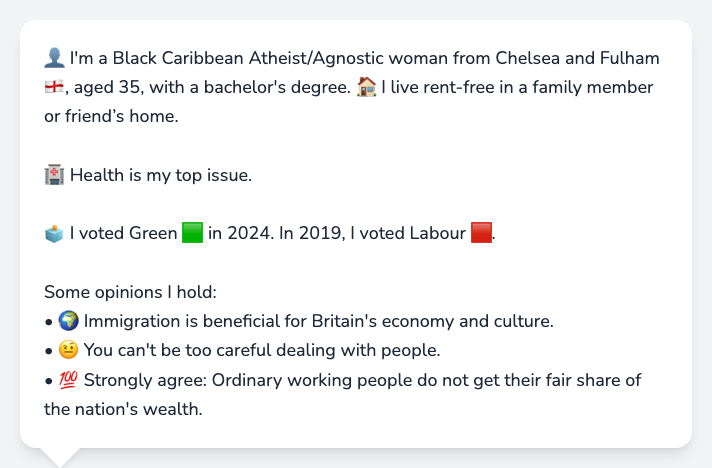 👤 I'm a Black Caribbean Atheist/Agnostic woman from Chelsea and Fulham
🏴󠁧󠁢󠁥󠁮󠁧󠁿, aged 35, with a bachelor's degree. 🏠 I live rent-free in a family member
or friend’s home.
🏥 Health is my top issue.
🗳️ I voted Green 🟩 in 2024. In 2019, I voted Labour 🟥.
Some opinions I hold:
• 🌍 Immigration is beneficial for Britain's economy and culture.
• 🤨 You can't be too careful dealing with people.
• 💯 Strongly agree: Ordinary working people do not get their fair share of
the nation's wealth.